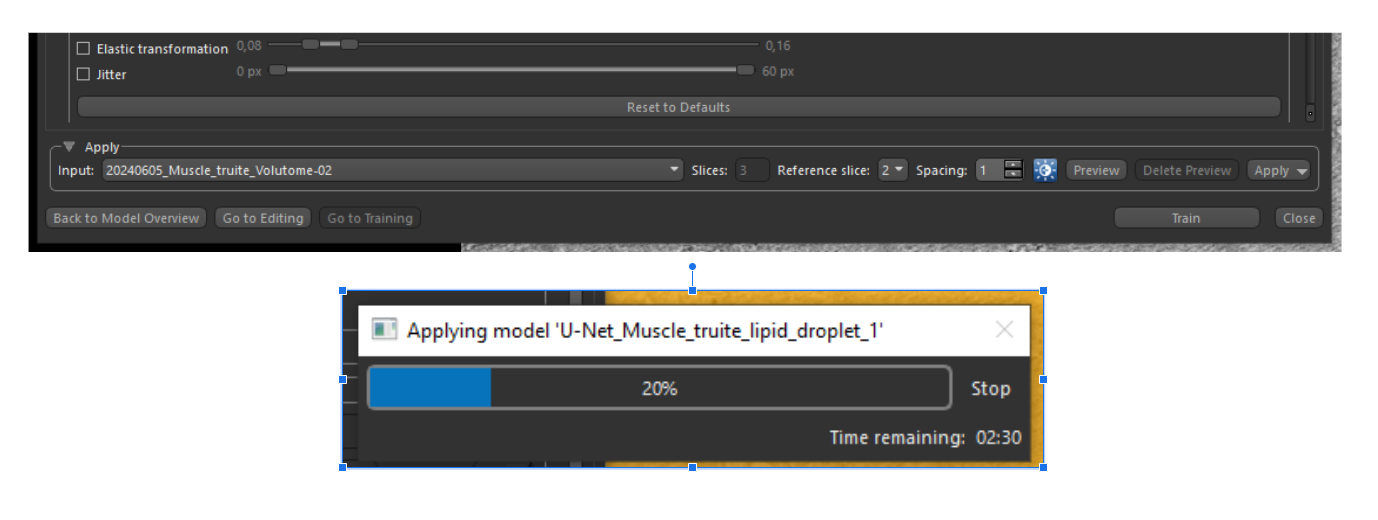 Elastic transformation 0,08 0,16
Jitter 0 px 60 px
Reset to Defaults
Apply
Input: 20240605_Muscle_truite_Volutome-02 Slices: 3 Reference slice: 2 Spacing: 1 Preview Delete Preview Apply
Back to Model Overview Go to Editing Go to Training Train Close
Applying model 'U-Net_Muscle_truite_lipid_droplet_1'
20% Stop
Time remaining: 02:30